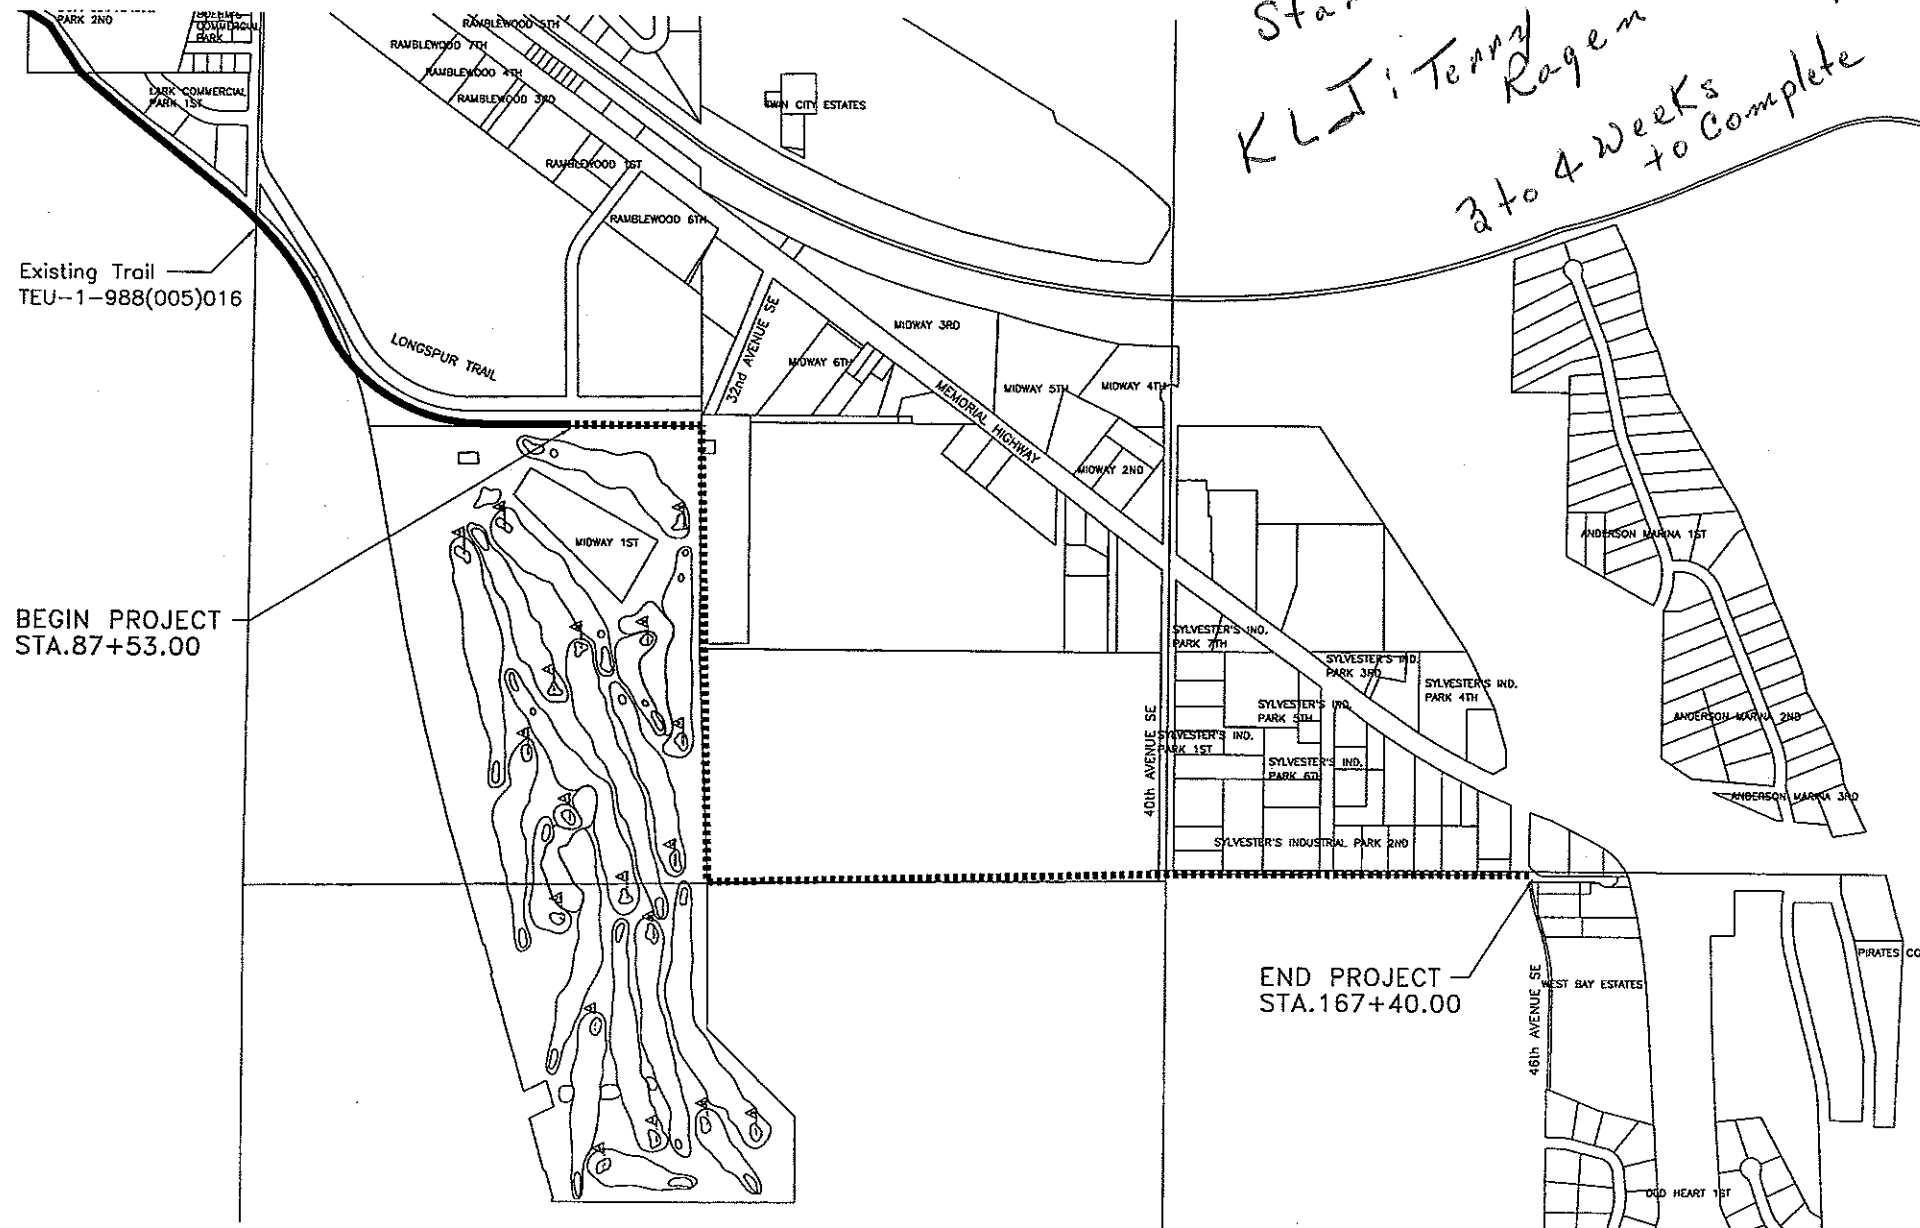 PARK 2ND
COMMERCIAL
PARK
LARK COMMERCIAL
PARK 1ST
RAMBLEWOOD 5TH
RAMBLEWOOD 7TH
RAMBLEWOOD 4TH
RAMBLEWOOD 3RD
RAMBLEWOOD 1ST
RAMBLEWOOD 6TH
TWIN CITY ESTATES
KLJ: Terry
Ragen
3 to 4 Weeks
to Complete
Existing Trail
TEU-1-988(005)016
LONGSPUR TRAIL
32nd AVENUE SE
MIDWAY 3RD
MIDWAY 6TH
MIDWAY 5TH
MIDWAY 4TH
MEMORIAL HIGHWAY
MIDWAY 2ND
MIDWAY 1ST
BEGIN PROJECT
STA.87+53.00
ANDERSON MARINA 1ST
SYLVESTER'S IND.
PARK 7TH
SYLVESTER'S IND.
PARK 3RD
SYLVESTER'S IND.
PARK 4TH
SYLVESTER'S IND.
PARK 5TH
SYLVESTER'S IND.
PARK 1ST
SYLVESTER'S IND.
PARK 6TH
40th AVENUE SE
SYLVESTER'S INDUSTRIAL PARK 2ND
ANDERSON MARINA 2ND
ANDERSON MARINA 3RD
END PROJECT
STA.167+40.00
46th AVENUE SE
WEST BAY ESTATES
PIRATES CO
OLD HEART 1ST